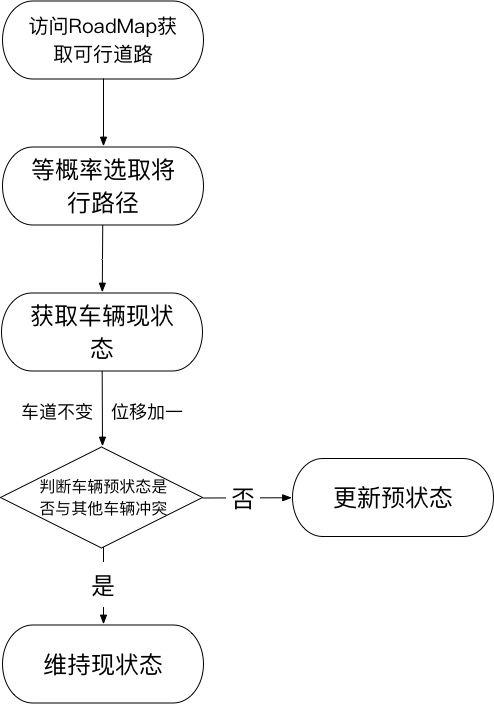 访问RoadMap获
取可行道路
等概率选取将
行路径
获取车辆现状
态
车道不变
位移加一
判断车辆预状态是
否与其他车辆冲突
否
更新预状态
是
维持现状态